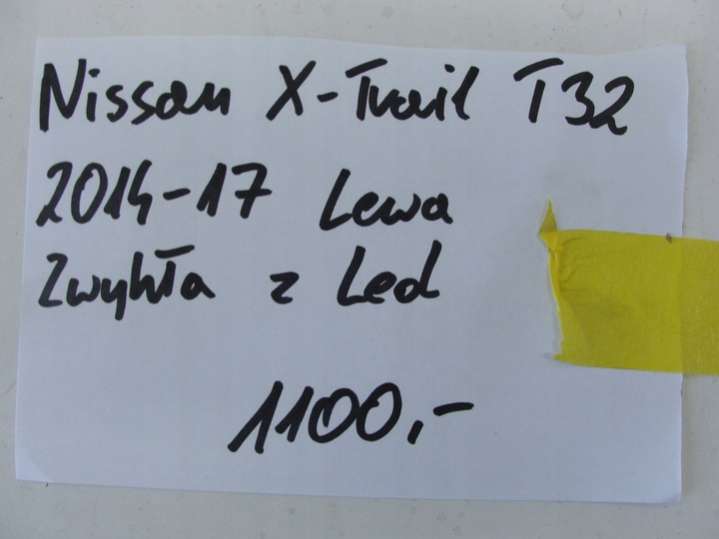 Nissan X-Trail T32
2014-17 Lewa
Zwykła z Led
1100,-